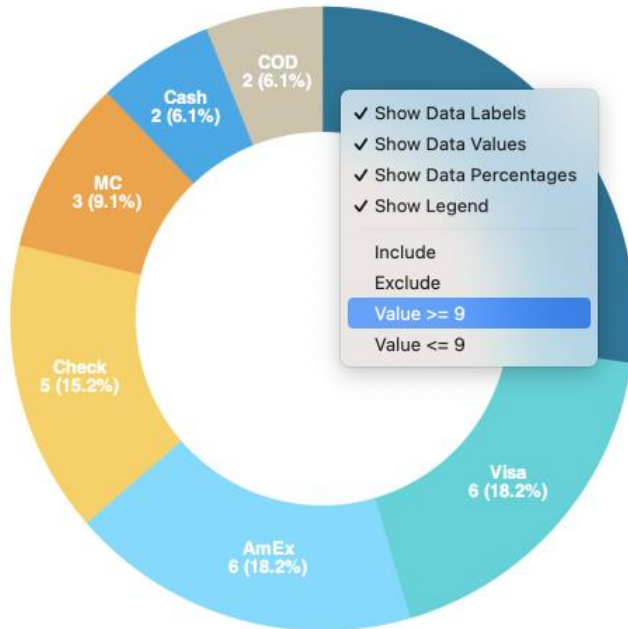 COD
2 (6.1%)
Cash
2 (6.1%)
MC
3 (9.1%)
Check
5 (15.2%)
AmEx
6 (18.2%)
Visa
6 (18.2%)
✓ Show Data Labels
✓ Show Data Values
✓ Show Data Percentages
✓ Show Legend
Include
Exclude
Value >= 9
Value <= 9